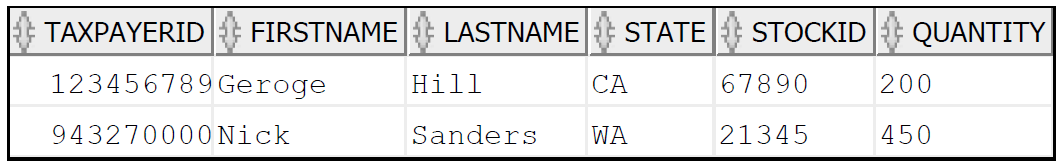 TAXPAYERID FIRSTNAME LASTNAME STATE STOCKID QUANTITY
123456789 Geroge Hill CA 67890 200
943270000 Nick Sanders WA 21345 450